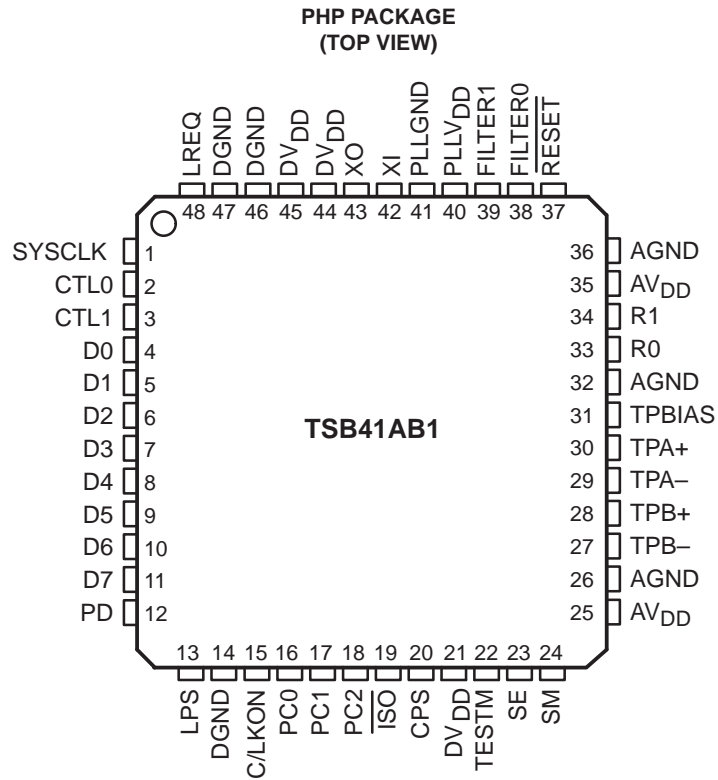 PHP PACKAGE
(TOP VIEW)
LREQ
DGND
DGND
DVDD
DVDD
XO
XI
PLLGND
PLLVDD
FILTER1
FILTER0
RESET
48 47 46 45 44 43 42 41 40 39 38 37
SYSCLK 1
CTL0 2
CTL1 3
D0 4
D1 5
D2 6
D3 7
D4 8
D5 9
D6 10
D7 11
PD 12
TSB41AB1
36 AGND
35 AVDD
34 R1
33 R0
32 AGND
31 TPBIAS
30 TPA+
29 TPA–
28 TPB+
27 TPB–
26 AGND
25 AVDD
13 14 15 16 17 18 19 20 21 22 23 24
LPS
DGND
C/LKON
PC0
PC1
PC2
ISO
CPS
DVDD
TESTM
SE
SM